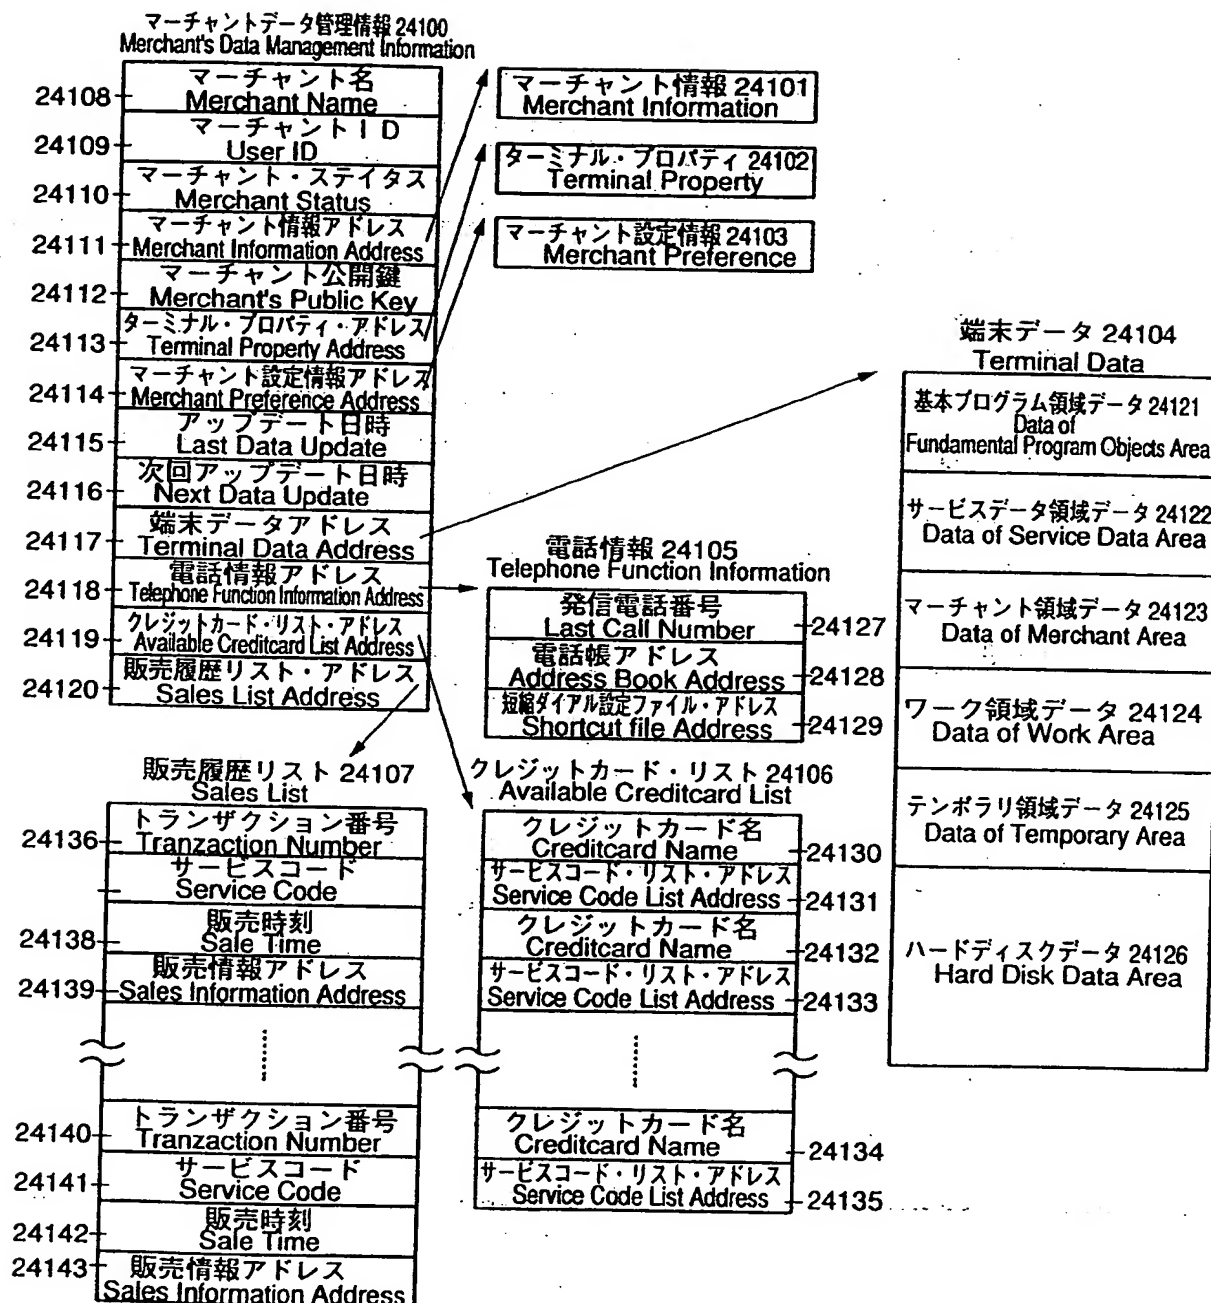 マーチャントデータ管理情報 24100
Merchant's Data Management Information
24108
マーチャント名
Merchant Name
24109
マーチャントID
User ID
24110
マーチャント・ステイタス
Merchant Status
24111
マーチャント情報アドレス
Merchant Information Address
24112
マーチャント公開鍵
Merchant's Public Key
24113
ターミナル・プロパティ・アドレス
Terminal Property Address
24114
マーチャント設定情報アドレス
Merchant Preference Address
24115
アップデート日時
Last Data Update
24116
次回アップデート日時
Next Data Update
24117
端末データアドレス
Terminal Data Address
24118
電話情報アドレス
Telephone Function Information Address
24119
クレジットカード・リスト・アドレス
Available Creditcard List Address
24120
販売履歴リスト・アドレス
Sales List Address
マーチャント情報 24101
Merchant Information
ターミナル・プロパティ 24102
Terminal Property
マーチャント設定情報 24103
Merchant Preference
端末データ 24104
Terminal Data
基本プログラム領域データ 24121
Data of
Fundamental Program Objects Area
サービスデータ領域データ 24122
Data of Service Data Area
マーチャント領域データ 24123
Data of Merchant Area
ワーク領域データ 24124
Data of Work Area
テンポラリ領域データ 24125
Data of Temporary Area
ハードディスクデータ 24126
Hard Disk Data Area
電話情報 24105
Telephone Function Information
発信電話番号
Last Call Number
24127
電話帳アドレス
Address Book Address
24128
短縮ダイアル設定ファイル・アドレス
Shortcut file Address
24129
販売履歴リスト 24107
Sales List
24136
トランザクション番号
Tranzaction Number
サービスコード
Service Code
24138
販売時刻
Sale Time
24139
販売情報アドレス
Sales Information Address
24140
トランザクション番号
Tranzaction Number
24141
サービスコード
Service Code
24142
販売時刻
Sale Time
24143
販売情報アドレス
Sales Information Address
クレジットカード・リスト 24106
Available Creditcard List
クレジットカード名
Creditcard Name
24130
サービスコード・リスト・アドレス
Service Code List Address
24131
クレジットカード名
Creditcard Name
24132
サービスコード・リスト・アドレス
Service Code List Address
24133
クレジットカード名
Creditcard Name
24134
サービスコード・リスト・アドレス
Service Code List Address
24135